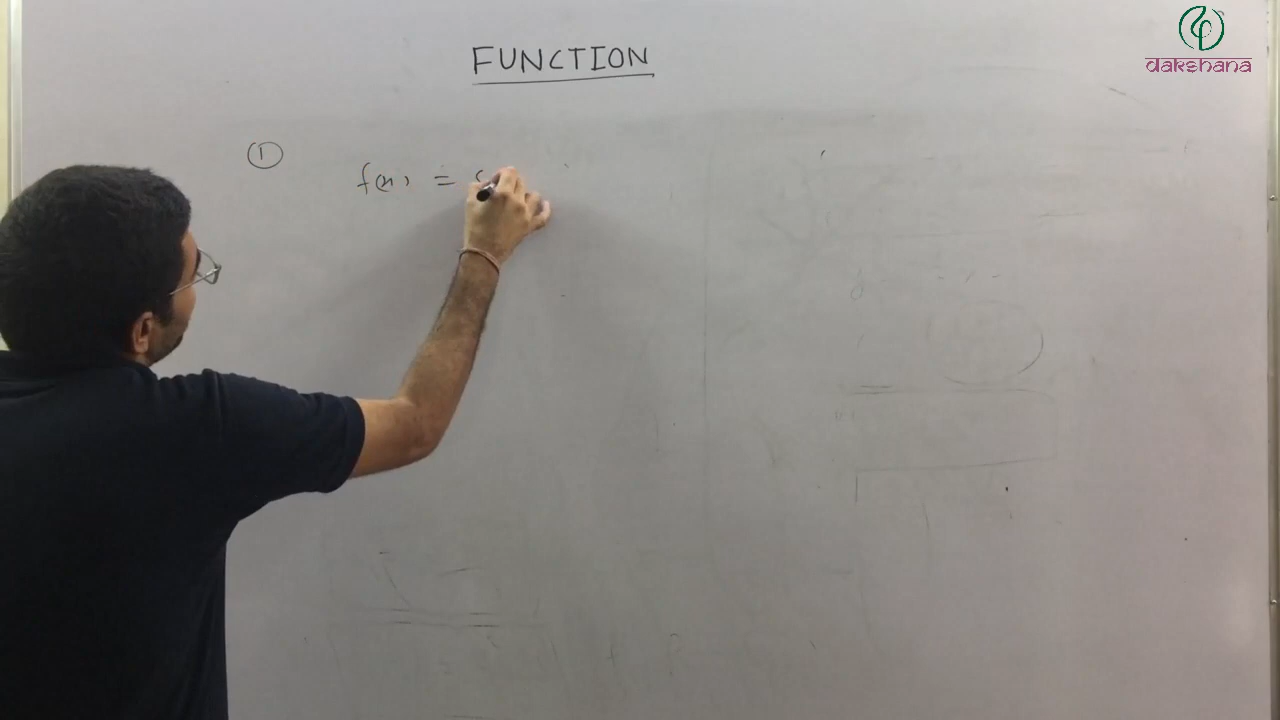 dakshana
FUNCTION
① f(x) =